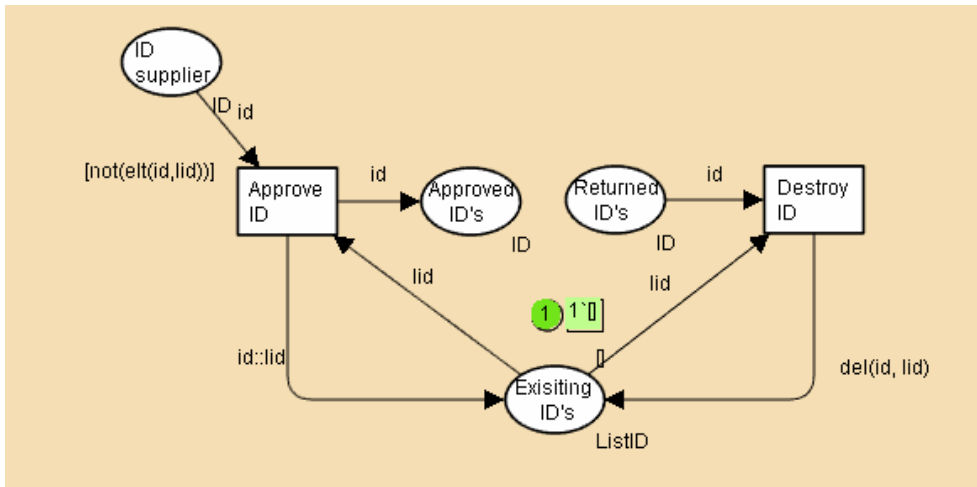 ID
supplier
ID
id
[not(elt(id,lid))]
Approve
ID
id
Approved
ID's
ID
Returned
ID's
ID
id
Destroy
ID
lid
lid
1
1`[]
[]
id::lid
del(id, lid)
Exisiting
ID's
ListID